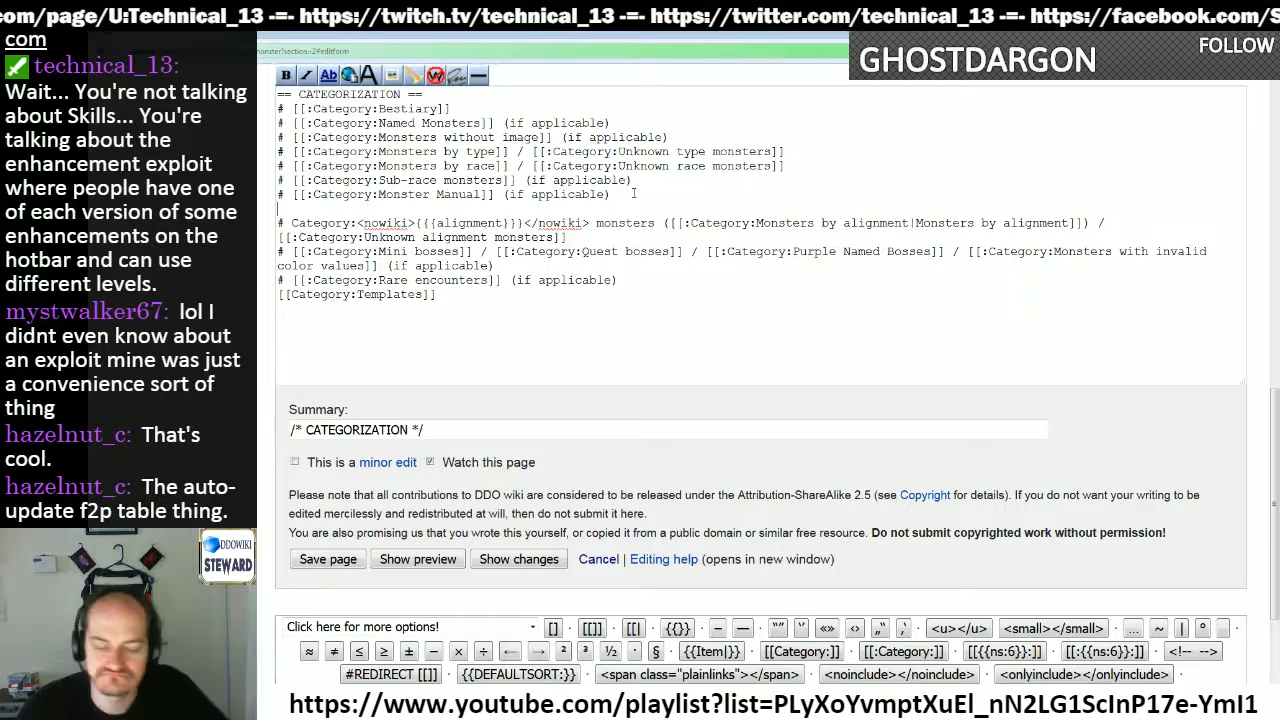 com/page/U:Technical_13 -=- https://twitch.tv/technical_13 -=- https://twitter.com/technical_13 -=- https://facebook.com/S
com
technical_13:
Wait... You're not talking
about Skills... You're
talking about the
enhancement exploit
where people have one
of each version of some
enhancements on the
hotbar and can use
different levels.
mystwalker67: lol I
didnt even know about
an exploit mine was just
a convenience sort of
thing
hazelnut_c: That's
cool.
hazelnut_c: The auto-
update f2p table thing.
DDOWIKI
STEWARD
GHOSTDARGON
FOLLOW
monster?section=2#editform
B I Ab A W
== CATEGORIZATION ==
# [[:Category:Bestiary]]
# [[:Category:Named Monsters]] (if applicable)
# [[:Category:Monsters without image]] (if applicable)
# [[:Category:Monsters by type]] / [[:Category:Unknown type monsters]]
# [[:Category:Monsters by race]] / [[:Category:Unknown race monsters]]
# [[:Category:Sub-race monsters]] (if applicable)
# [[:Category:Monster Manual]] (if applicable)
# Category:<nowiki>{{{alignment}}}</nowiki> monsters ([[:Category:Monsters by alignment|Monsters by alignment]]) /
[[:Category:Unknown alignment monsters]]
# [[:Category:Mini bosses]] / [[:Category:Quest bosses]] / [[:Category:Purple Named Bosses]] / [[:Category:Monsters with invalid
color values]] (if applicable)
# [[:Category:Rare encounters]] (if applicable)
[[Category:Templates]]
Summary:
/* CATEGORIZATION */
This is a minor edit Watch this page
Please note that all contributions to DDO wiki are considered to be released under the Attribution-ShareAlike 2.5 (see Copyright for details). If you do not want your writing to be
edited mercilessly and redistributed at will, then do not submit it here.
You are also promising us that you wrote this yourself, or copied it from a public domain or similar free resource. Do not submit copyrighted work without permission!
Save page Show preview Show changes Cancel | Editing help (opens in new window)
Click here for more options! [] · [[]] · [[| · {{}} · – · — · “” · ‘’ · «» · ‹› · „“ · ‚‘ · <u></u> · <small></small> · … · ~ · | · ° ·
≈ · ≠ · ≤ · ≥ · ± · − · × · ÷ · ← · → · ² · ³ · ½ · · · § · {{Item|}} · [[Category:]] · [[:Category:]] · [[{{ns:6}}:]] · [[:{{ns:6}}:]] · <!-- --> ·
#REDIRECT [[]] · {{DEFAULTSORT:}} · <span class="plainlinks"></span> · <noinclude></noinclude> · <onlyinclude></onlyinclude> ·
https://www.youtube.com/playlist?list=PLyXoYvmptXuEl_nN2LG1ScInP17e-YmI1